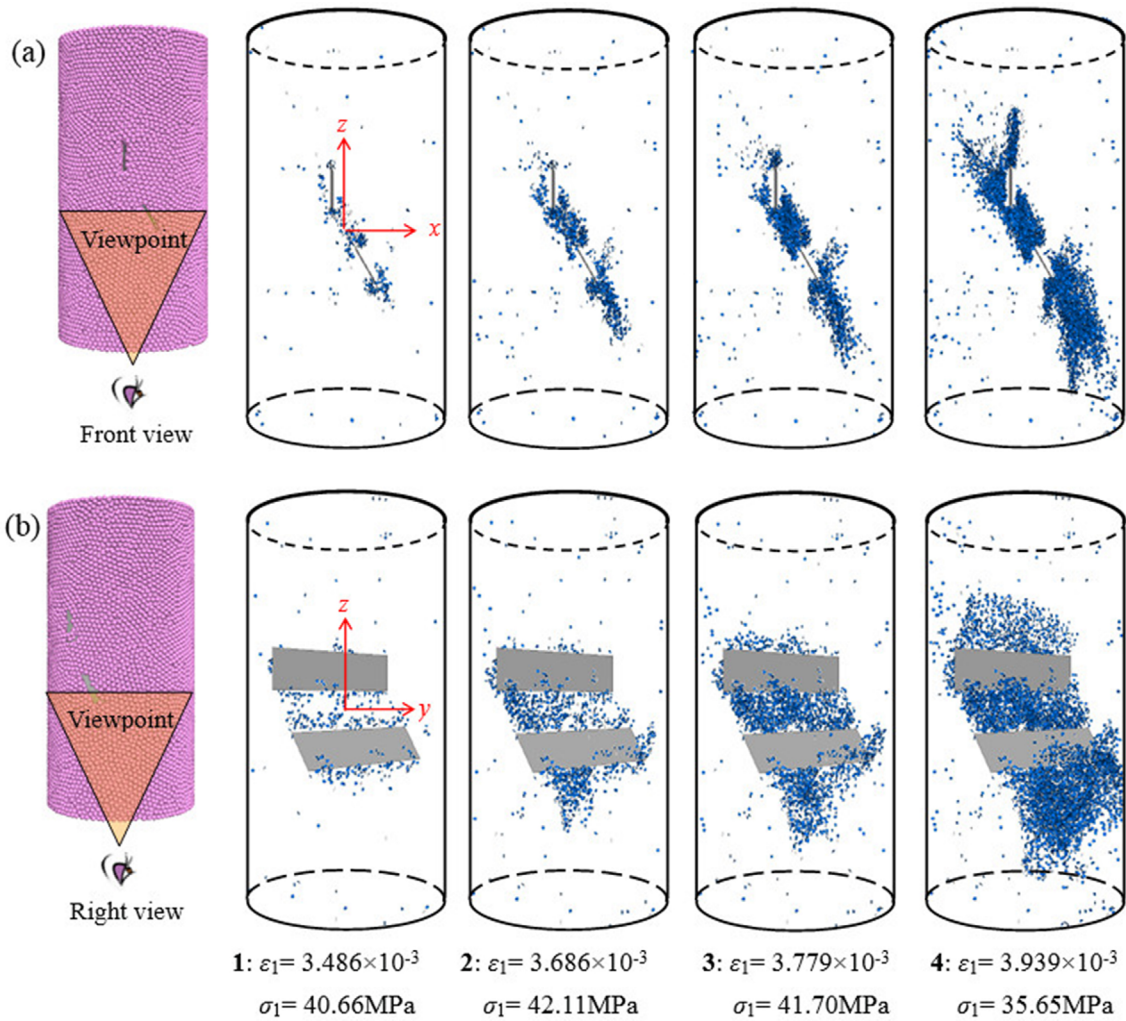 (a)
Viewpoint
Front view
z
x
(b)
Viewpoint
Right view
z
y
1: ε₁= 3.486×10⁻³
σ₁= 40.66MPa
2: ε₁= 3.686×10⁻³
σ₁= 42.11MPa
3: ε₁= 3.779×10⁻³
σ₁= 41.70MPa
4: ε₁= 3.939×10⁻³
σ₁= 35.65MPa